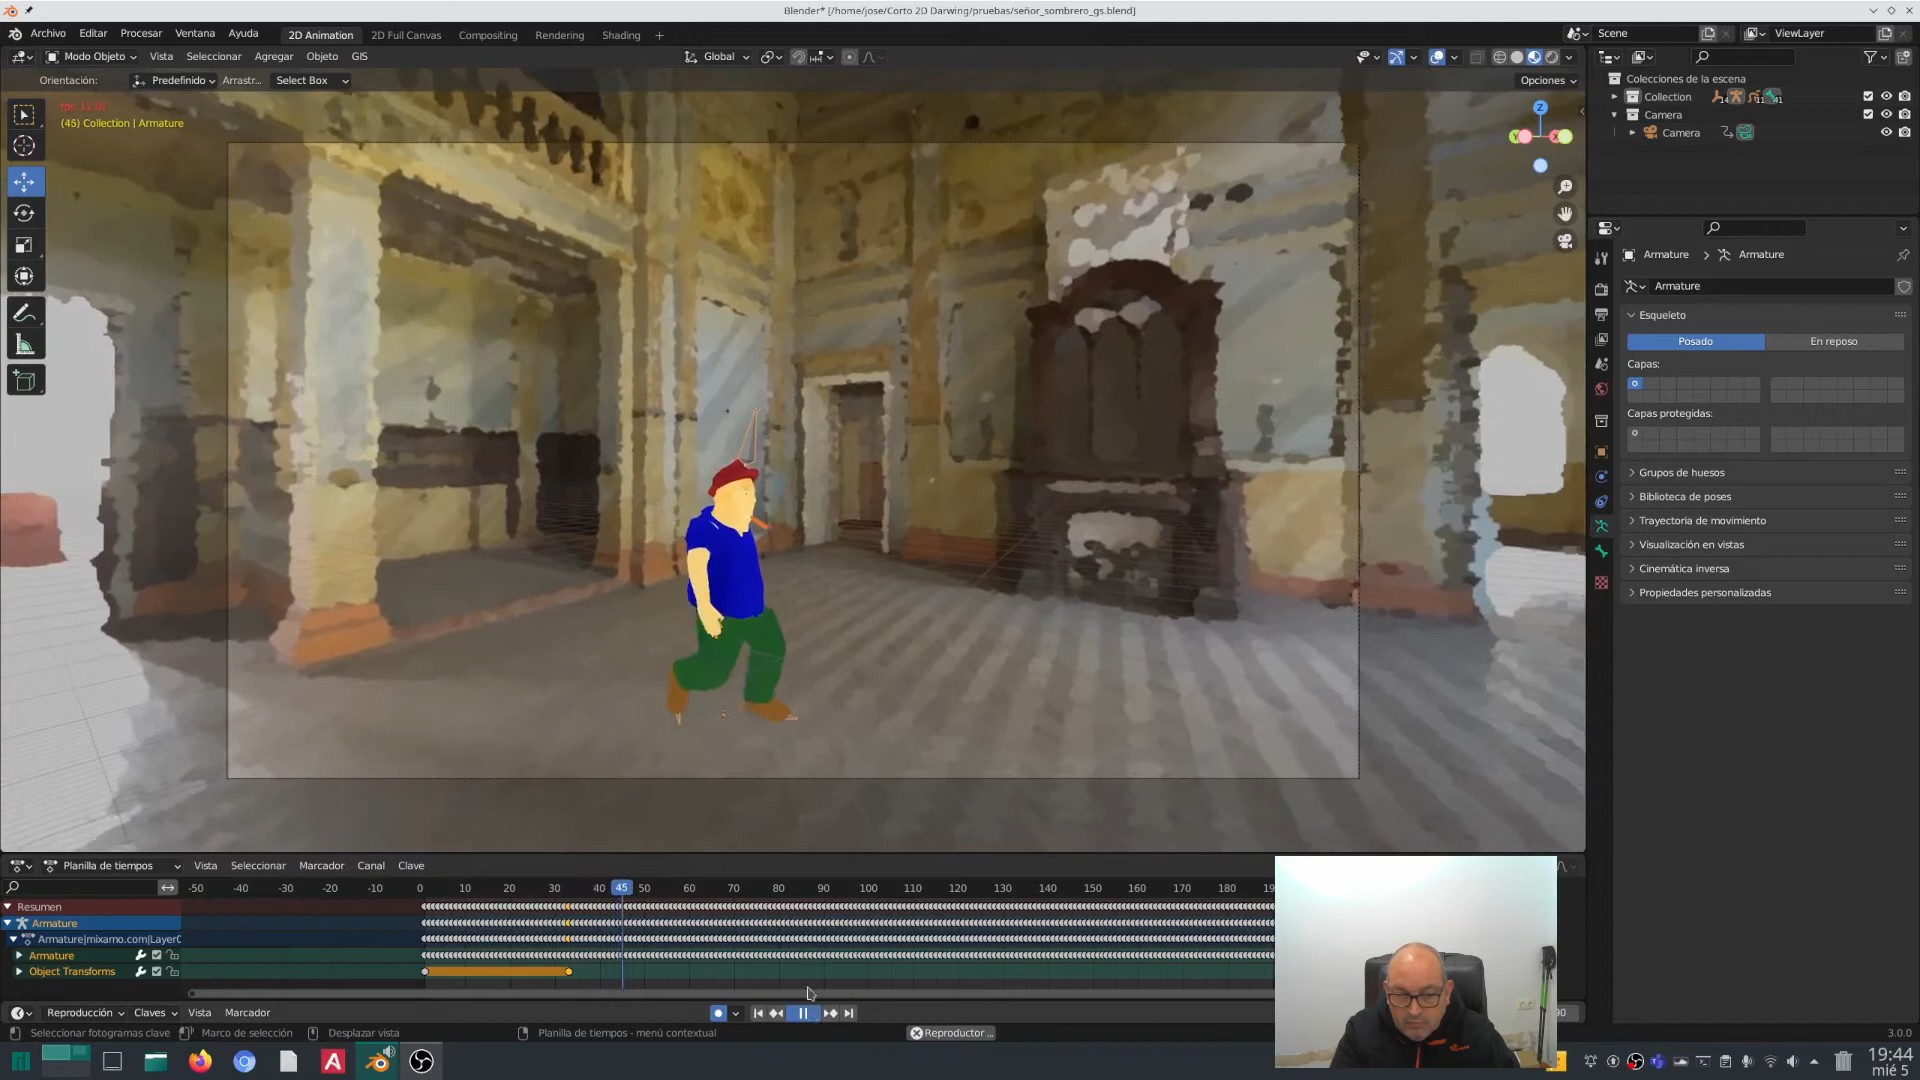 Blender* [/home/jose/Corto 2D Darwing/pruebas/señor_sombrero_gs.blend]
Archivo Editar Procesar Ventana Ayuda 2D Animation 2D Full Canvas Compositing Rendering Shading + Scene ViewLayer
Modo Objeto Vista Seleccionar Agregar Objeto GIS Global
Orientación: Predefinido Arrastr... Select Box Opciones
Colecciones de la escena
Collection 14 11 41
Camera
Camera
(45) Collection | Armature
Z
Y X
Armature > Armature
Armature
Esqueleto
Posado En reposo
Capas:
Capas protegidas:
Grupos de huesos
Biblioteca de poses
Trayectoria de movimiento
Visualización en vistas
Cinemática inversa
Propiedades personalizadas
Planilla de tiempos Vista Seleccionar Marcador Canal Clave
-50 -40 -30 -20 -10 0 10 20 30 40 45 50 60 70 80 90 100 110 120 130 140 150 160 170 180
Resumen
Armature
Armature|mixamo.com|Layer0
Armature
Object Transforms
Reproducción Claves Vista Marcador
Seleccionar fotogramas clave Marco de selección Desplazar vista Planilla de tiempos - menú contextual Reproductor ... 3.0.0
19:44
mié 5